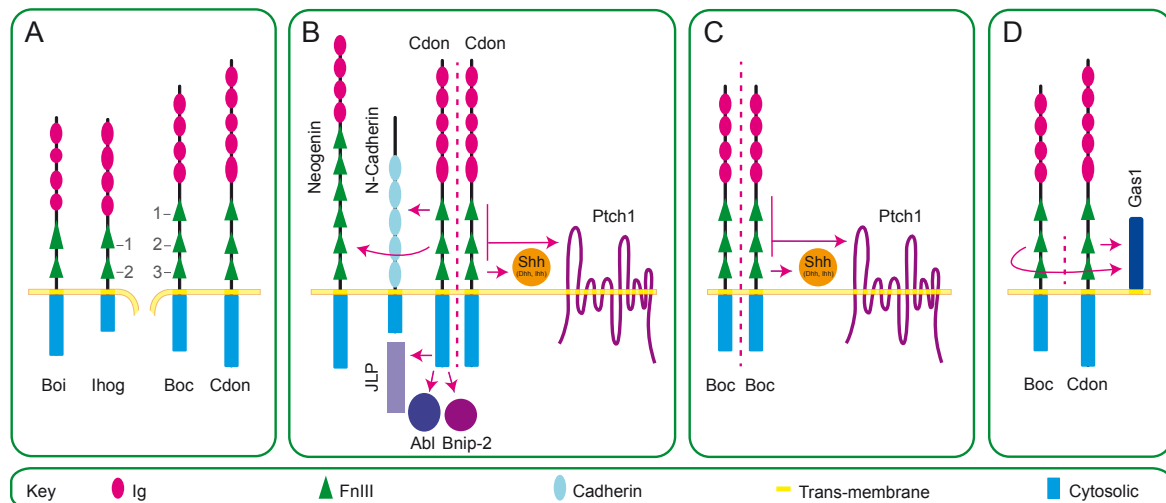 A
1–
–1
2–
–2
3–
Boi
Ihog
Boc
Cdon
B
Cdon
Cdon
Neogenin
N-Cadherin
Ptch1
Shh
(Dhh, Ihh)
JLP
Abl
Bnip-2
C
Ptch1
Shh
(Dhh, Ihh)
Boc
Boc
D
Gas1
Boc
Cdon
Key
Ig
FnIII
Cadherin
Trans-membrane
Cytosolic